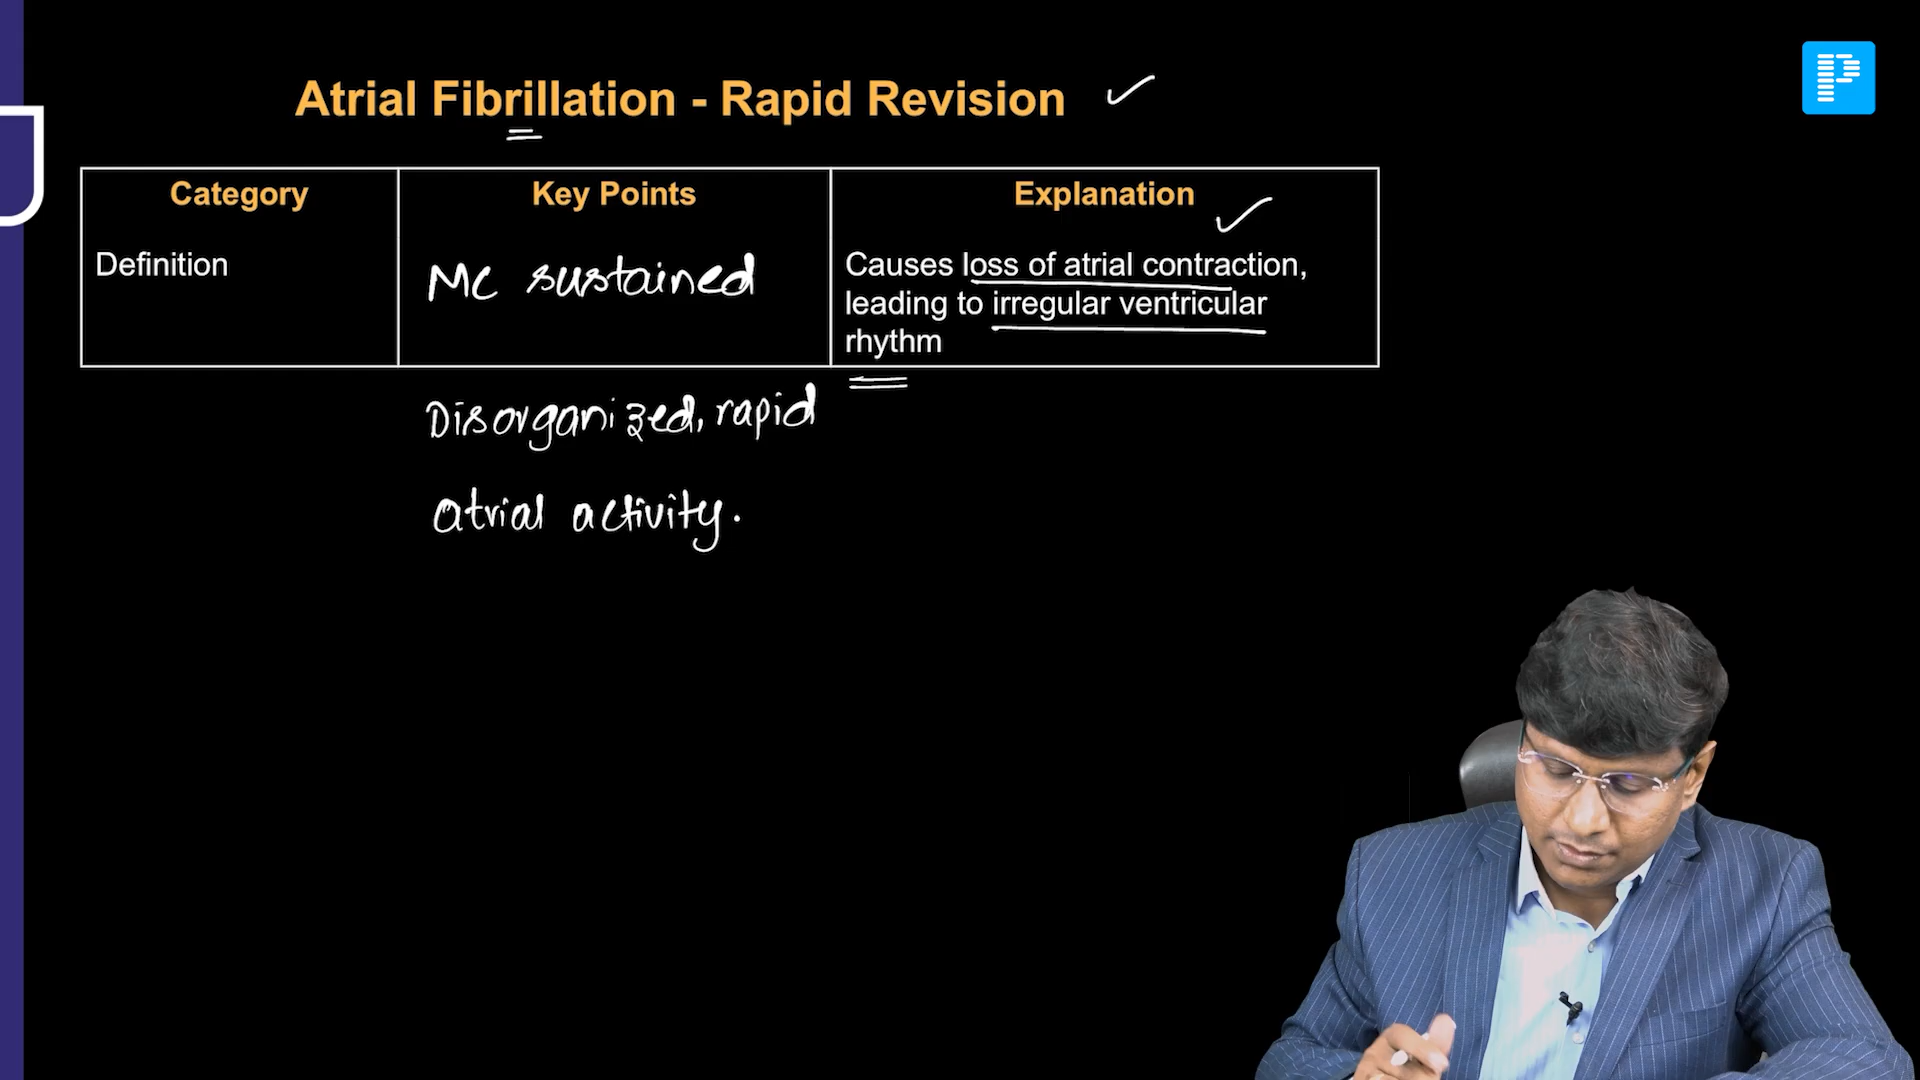 Atrial Fibrillation - Rapid Revision
Category
Key Points
Explanation
Definition
MC sustained
Causes loss of atrial contraction,
leading to irregular ventricular
rhythm
Disorganized, rapid
atrial activity.
P